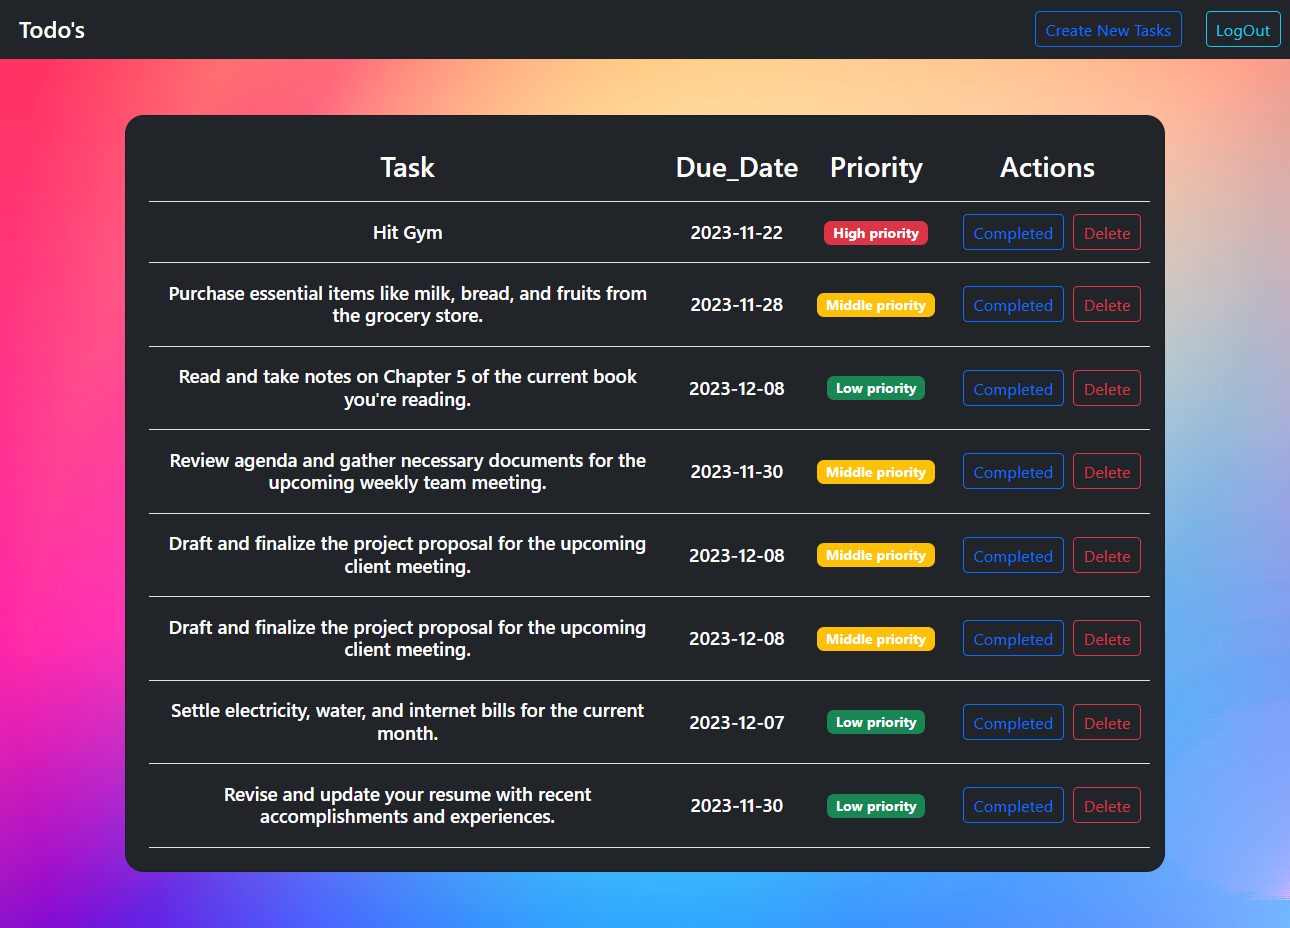 Todo's Create New Tasks LogOut
Task Due_Date Priority Actions
Hit Gym 2023-11-22 High priority Completed Delete
Purchase essential items like milk, bread, and fruits from
the grocery store. 2023-11-28 Middle priority Completed Delete
Read and take notes on Chapter 5 of the current book
you're reading. 2023-12-08 Low priority Completed Delete
Review agenda and gather necessary documents for the
upcoming weekly team meeting. 2023-11-30 Middle priority Completed Delete
Draft and finalize the project proposal for the upcoming
client meeting. 2023-12-08 Middle priority Completed Delete
Draft and finalize the project proposal for the upcoming
client meeting. 2023-12-08 Middle priority Completed Delete
Settle electricity, water, and internet bills for the current
month. 2023-12-07 Low priority Completed Delete
Revise and update your resume with recent
accomplishments and experiences. 2023-11-30 Low priority Completed Delete